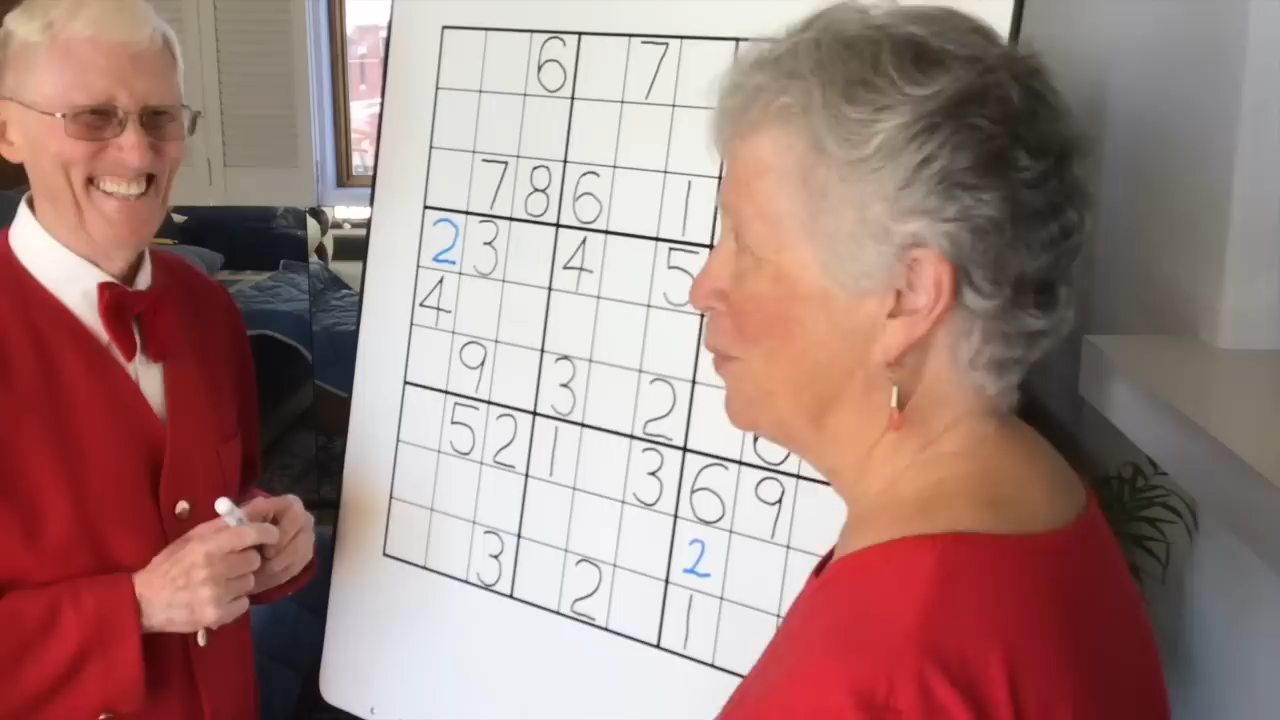 6 7
7 8 6 1
2 3 4 5
4
9 3 2
5 2 1 3 6 9
2
3 2 1